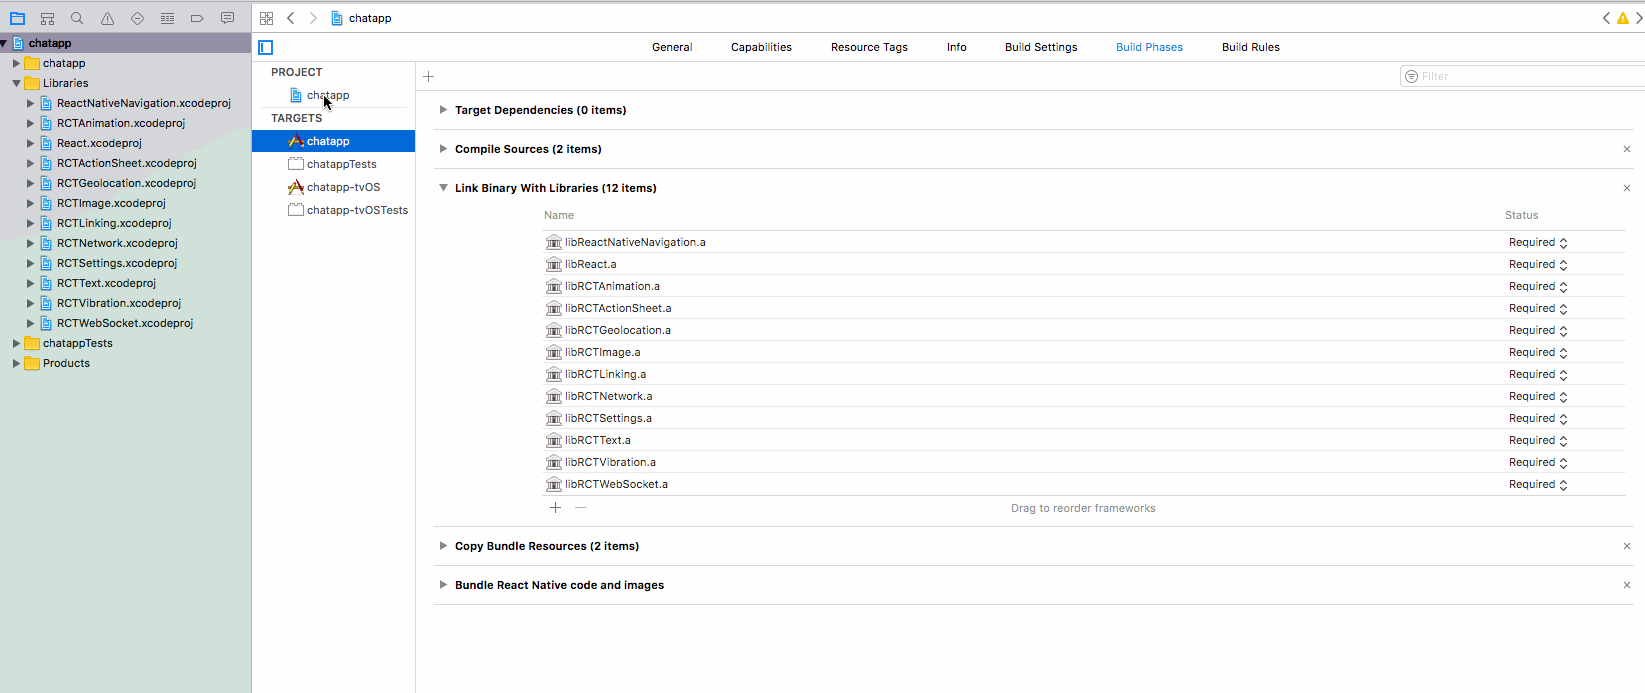 chatapp
chatapp
chatapp
Libraries
ReactNativeNavigation.xcodeproj
RCTAnimation.xcodeproj
React.xcodeproj
RCTActionSheet.xcodeproj
RCTGeolocation.xcodeproj
RCTImage.xcodeproj
RCTLinking.xcodeproj
RCTNetwork.xcodeproj
RCTSettings.xcodeproj
RCTText.xcodeproj
RCTVibration.xcodeproj
RCTWebSocket.xcodeproj
chatappTests
Products
General Capabilities Resource Tags Info Build Settings Build Phases Build Rules
PROJECT
chatapp
TARGETS
chatapp
chatappTests
chatapp-tvOS
chatapp-tvOSTests
Filter
Target Dependencies (0 items)
Compile Sources (2 items)
Link Binary With Libraries (12 items)
Name Status
libReactNativeNavigation.a Required
libReact.a Required
libRCTAnimation.a Required
libRCTActionSheet.a Required
libRCTGeolocation.a Required
libRCTImage.a Required
libRCTLinking.a Required
libRCTNetwork.a Required
libRCTSettings.a Required
libRCTText.a Required
libRCTVibration.a Required
libRCTWebSocket.a Required
Drag to reorder frameworks
Copy Bundle Resources (2 items)
Bundle React Native code and images